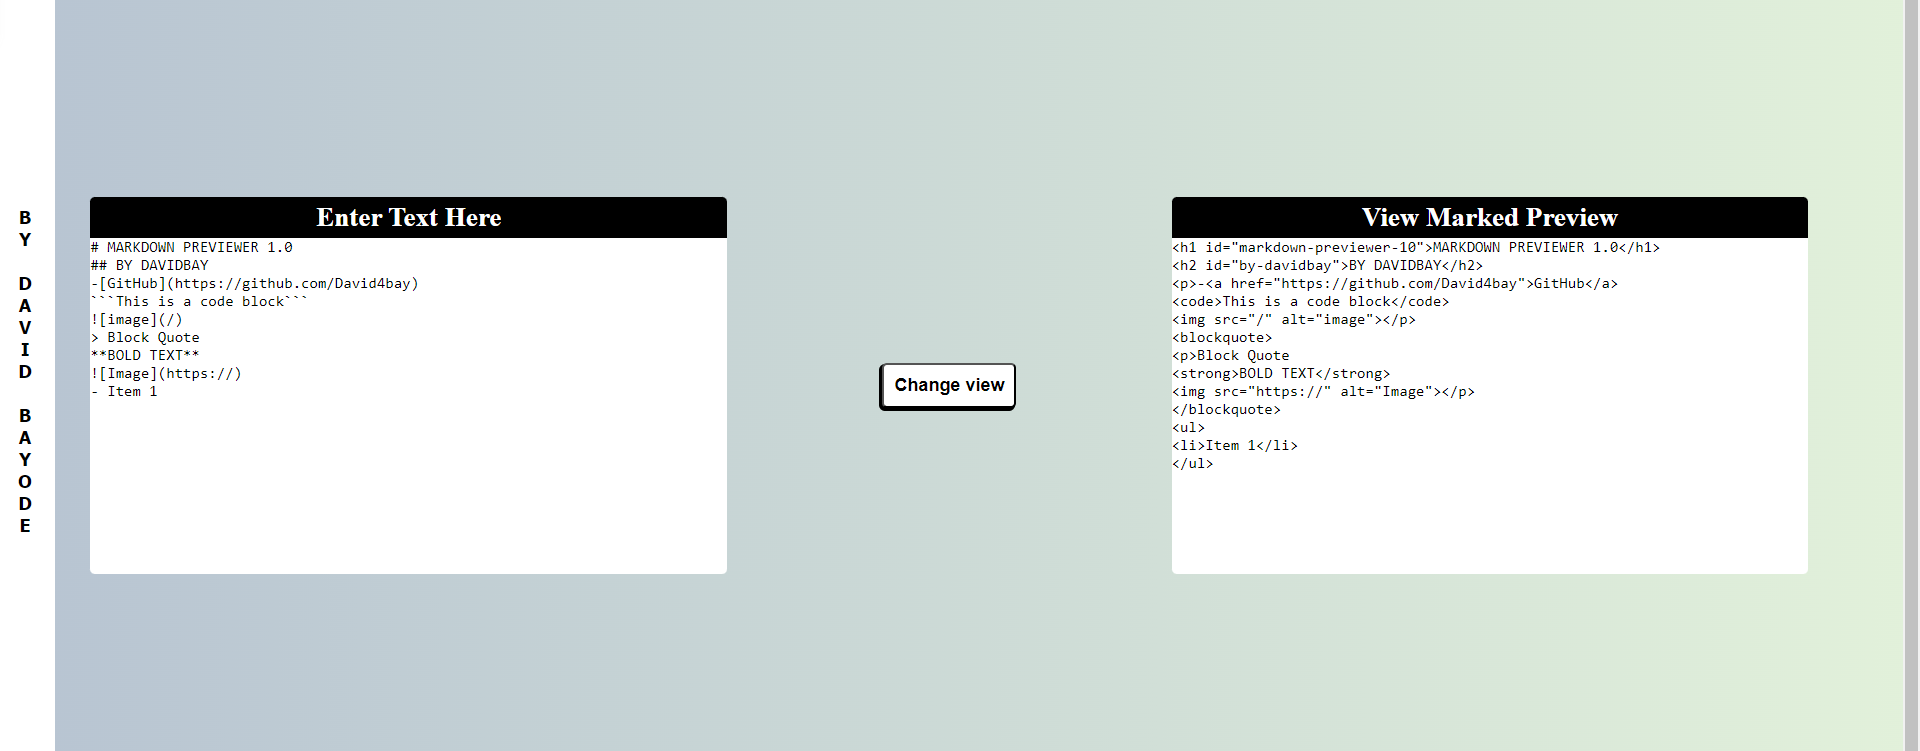 B
Y
D
A
V
I
D
B
A
Y
O
D
E
Enter Text Here
# MARKDOWN PREVIEWER 1.0
## BY DAVIDBAY
-[GitHub](https://github.com/David4bay)
```This is a code block```
![image](/)
> Block Quote
**BOLD TEXT**
![Image](https://)
- Item 1
Change view
View Marked Preview
<h1 id="markdown-previewer-10">MARKDOWN PREVIEWER 1.0</h1>
<h2 id="by-davidbay">BY DAVIDBAY</h2>
<p>-<a href="https://github.com/David4bay">GitHub</a>
<code>This is a code block</code>
<img src="/" alt="image"></p>
<blockquote>
<p>Block Quote
<strong>BOLD TEXT</strong>
<img src="https://" alt="Image"></p>
</blockquote>
<ul>
<li>Item 1</li>
</ul>